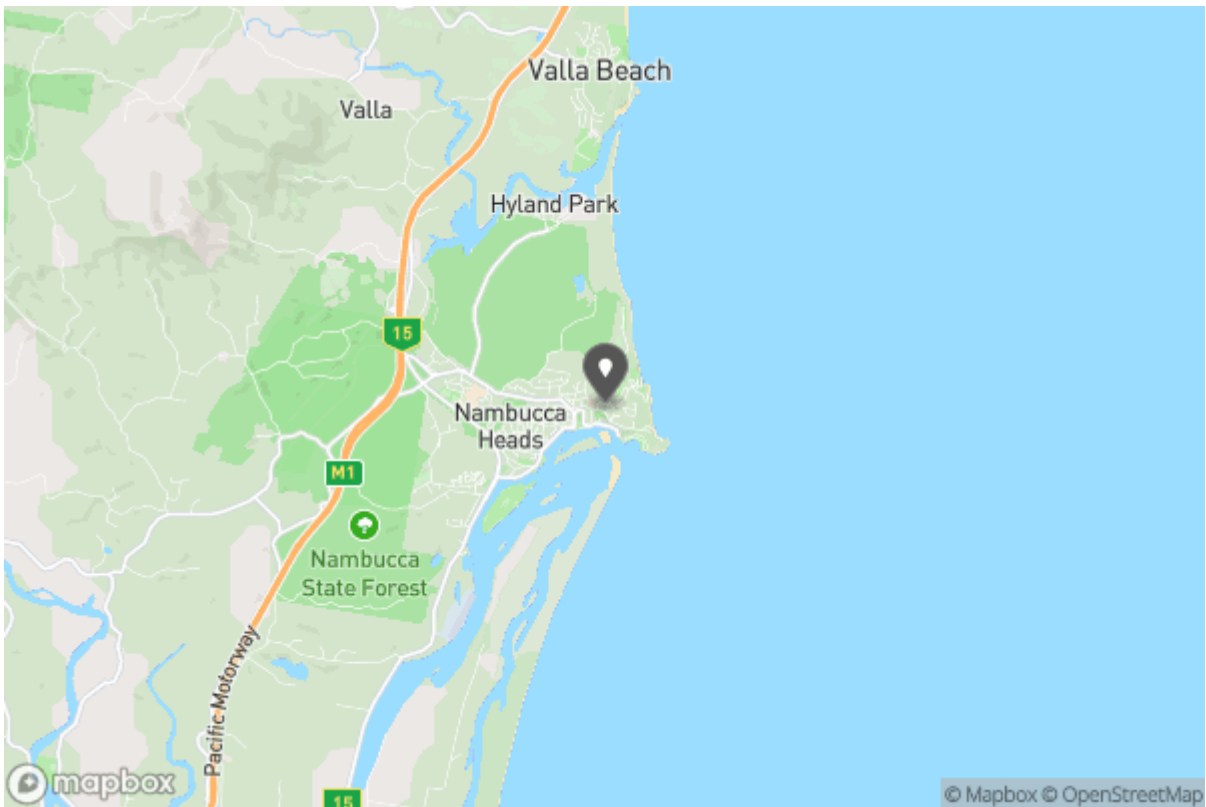 Valla Beach
Valla
Hyland Park
15
Nambucca
Heads
M1
Nambucca
State Forest
Pacific Motorway
15
mapbox
© Mapbox © OpenStreetMap